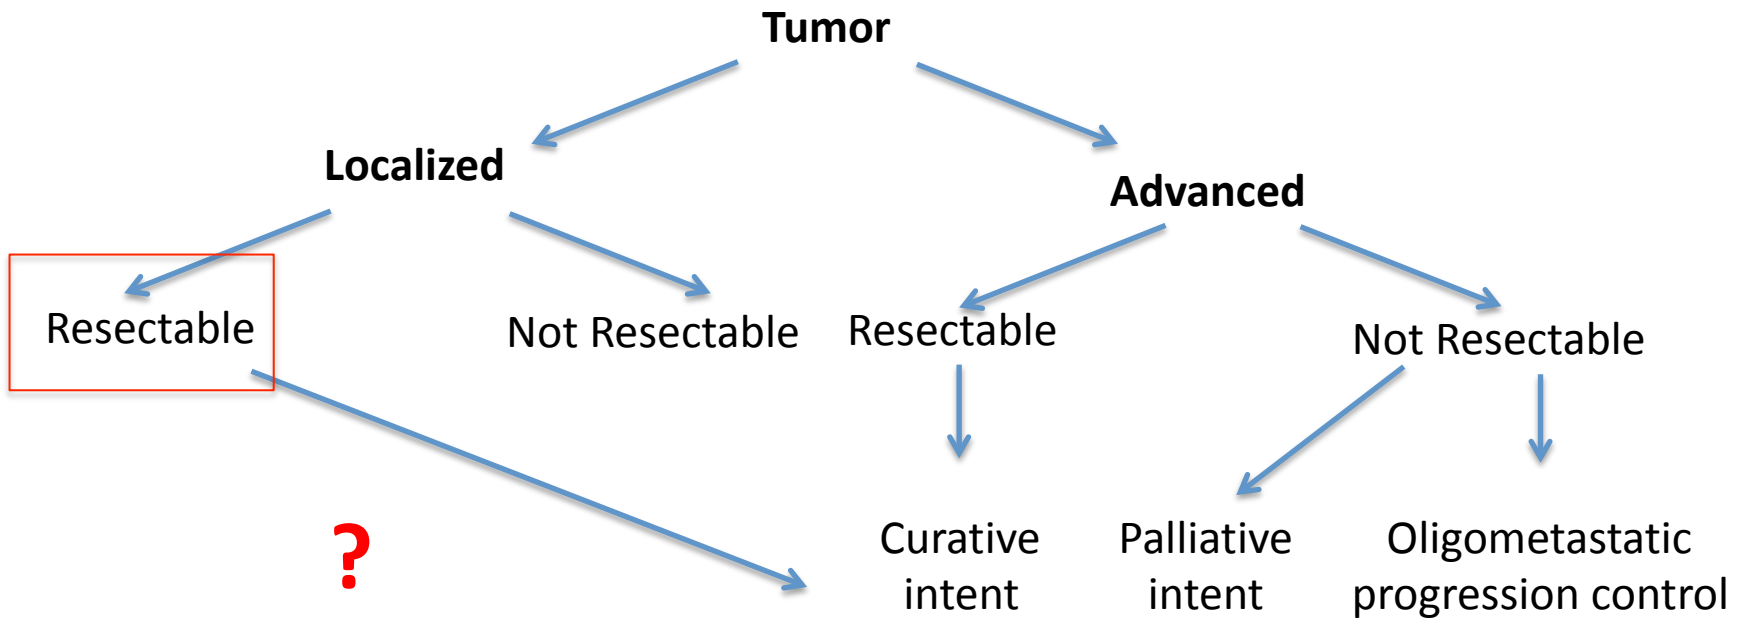 Tumor
Localized
Advanced
Resectable
Not Resectable
Resectable
Not Resectable
?
Curative
intent
Palliative
intent
Oligometastatic
progression control